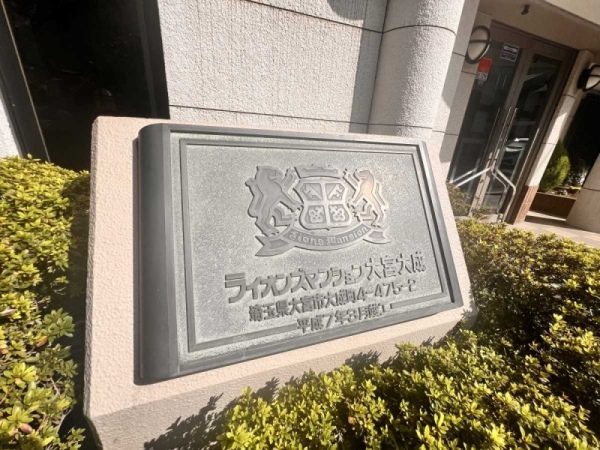 Lions Mansion
ライオンズマンション大宮大成
埼玉県大宮市大成町4-475-2
平成7年3月竣工